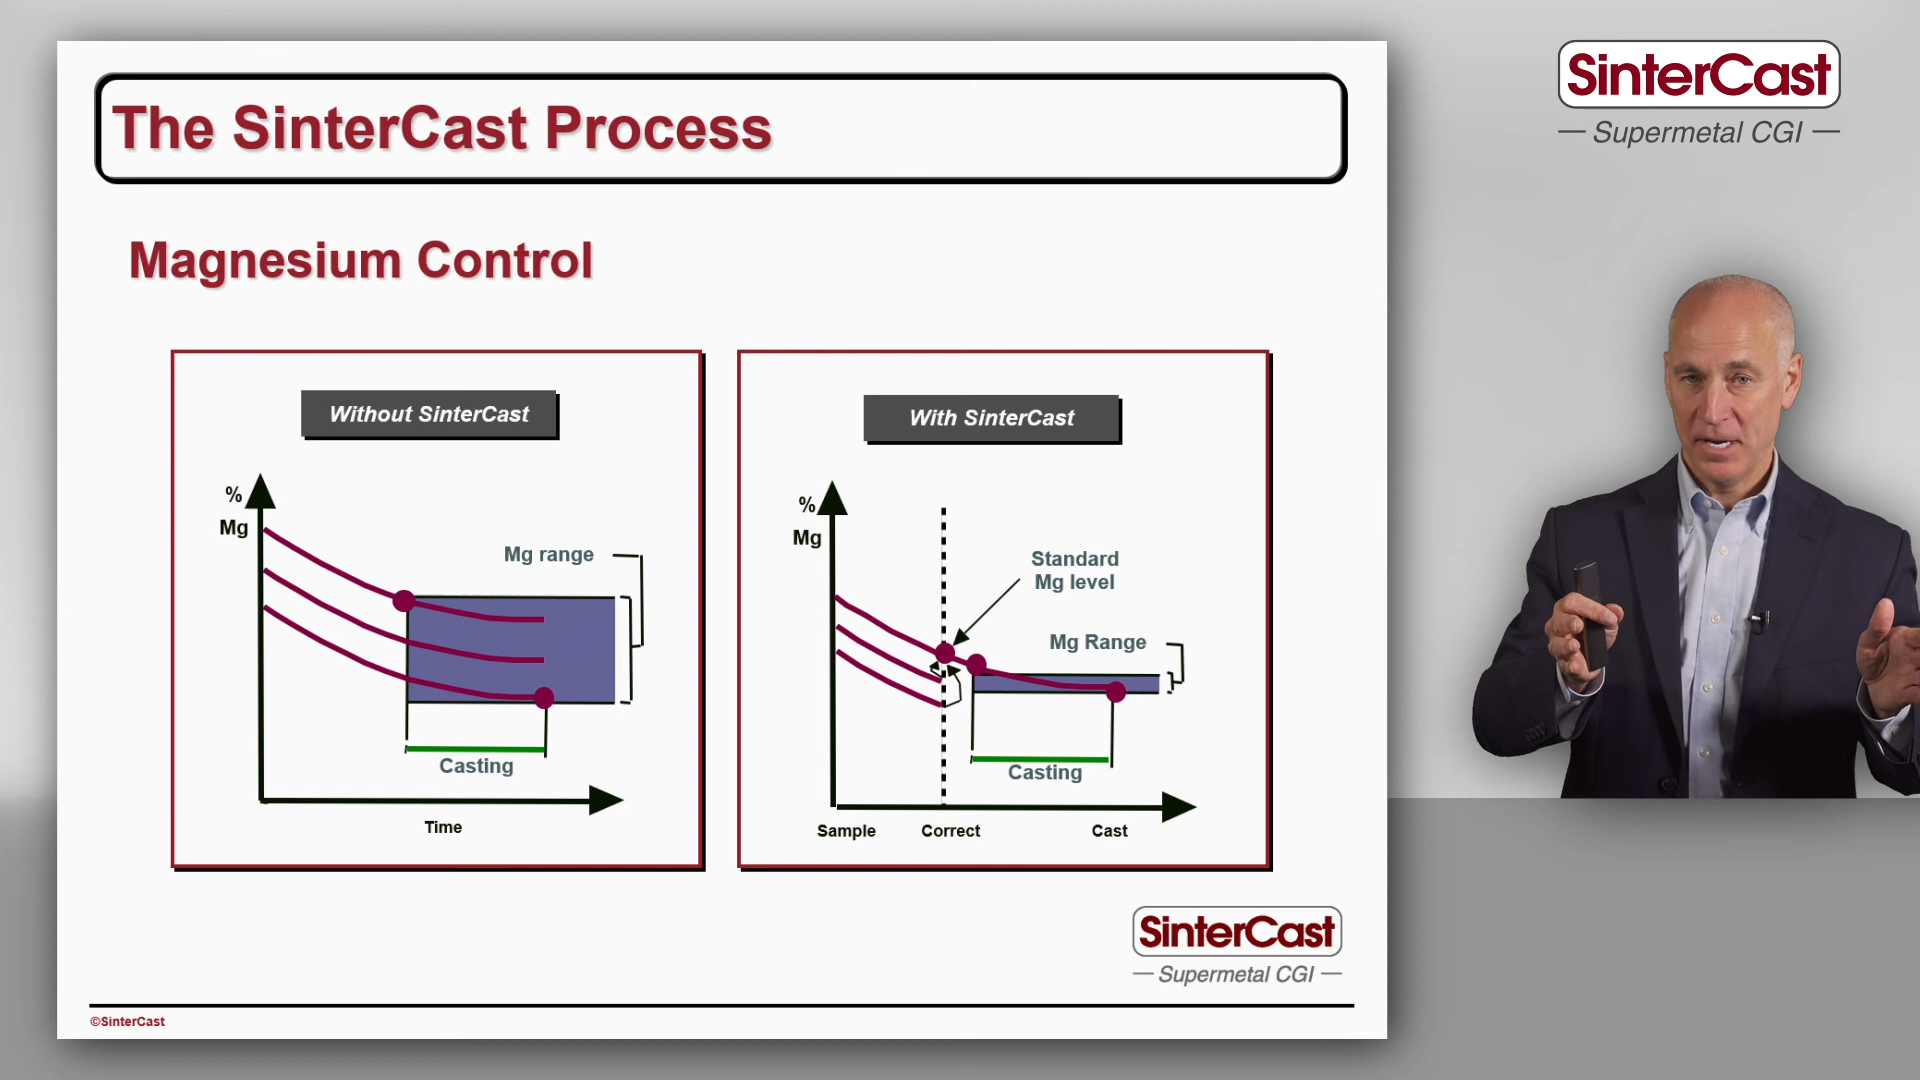 The SinterCast Process
SinterCast
— Supermetal CGI —
Magnesium Control
Without SinterCast
%
Mg
Mg range
Casting
Time
With SinterCast
%
Mg
Standard
Mg level
Mg Range
Casting
Sample
Correct
Cast
SinterCast
— Supermetal CGI —
©SinterCast